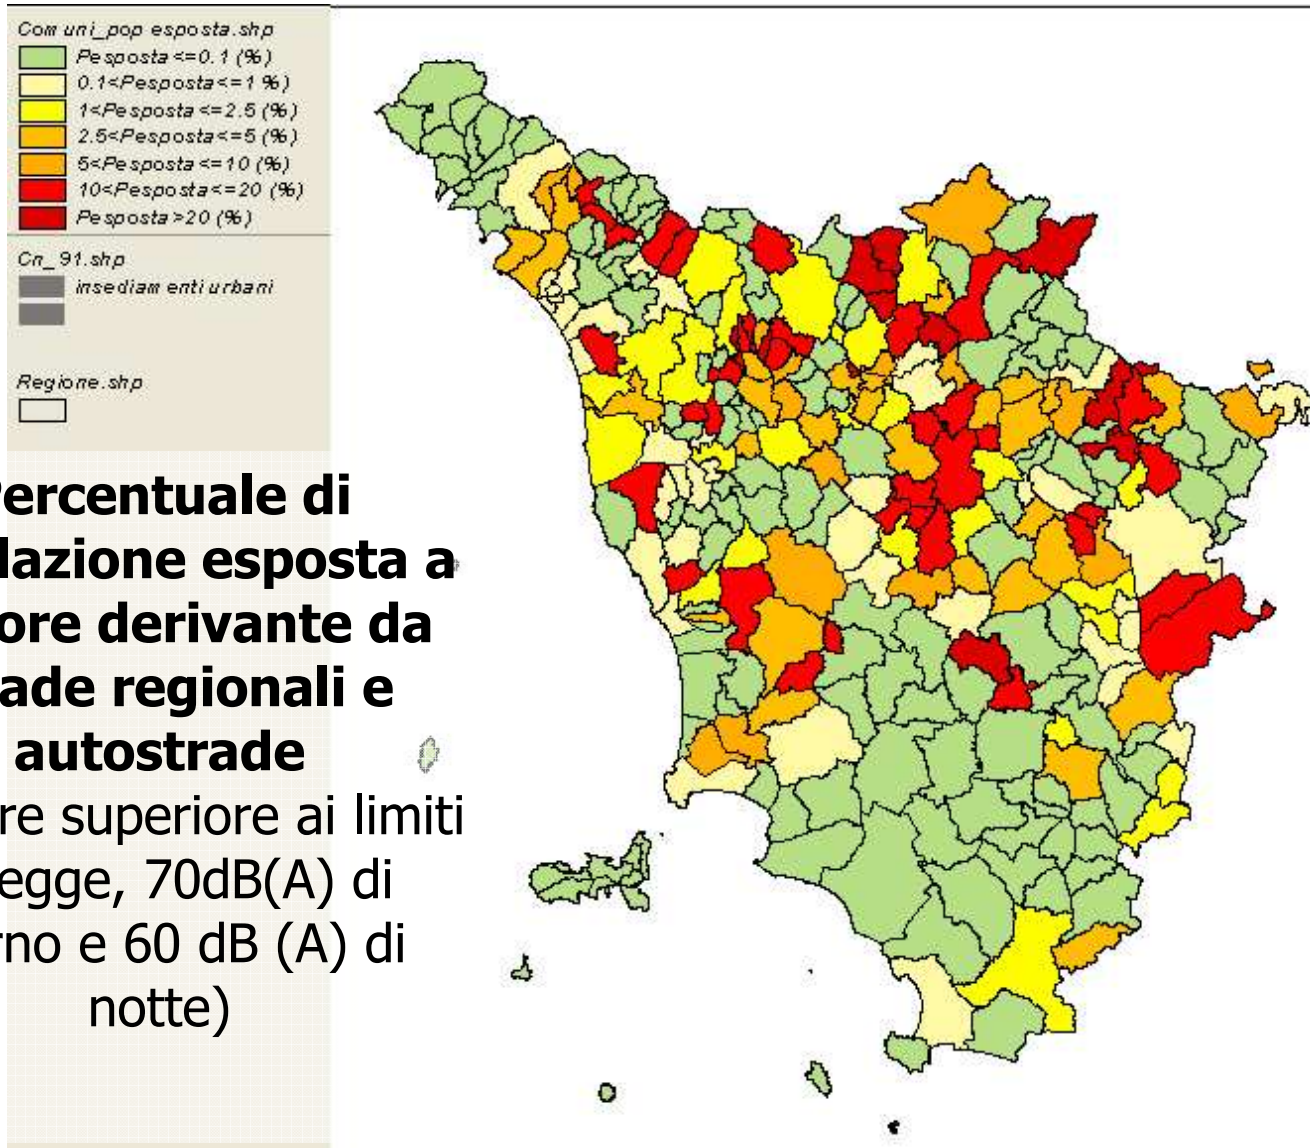 Comuni_pop esposta.shp
Pesposta<=0.1 (%)
0.1<Pesposta<=1 %)
1<Pesposta<=2.5 (%)
2.5<Pesposta<=5 (%)
5<Pesposta<=10 (%)
10<Pesposta<=20 (%)
Pesposta>20 (%)
Cn_91.shp
insediamenti urbani
Regione.shp
ercentuale di
lazione esposta a
ore derivante da
ade regionali e
autostrade
re superiore ai limiti
egge, 70dB(A) di
rno e 60 dB (A) di
notte)